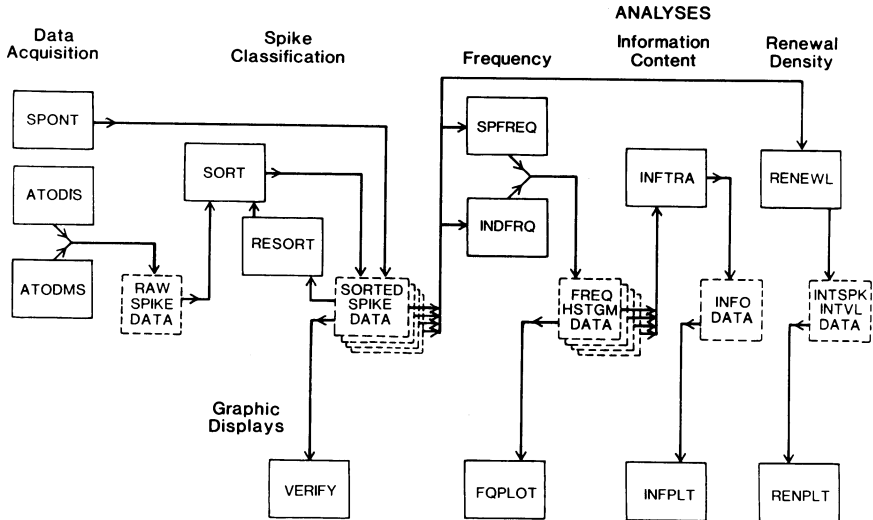 ANALYSES
Data
Acquisition
Spike
Classification
Frequency
Information
Content
Renewal
Density
SPONT
SORT
ATODIS
RESORT
ATODMS
RAW
SPIKE
DATA
SORTED
SPIKE
DATA
SPFREQ
INDFRQ
FREQ
HSTGM
DATA
INFTRA
INFO
DATA
RENEWL
INTSPK
INTVL
DATA
Graphic
Displays
VERIFY
FQPLOT
INFPLT
RENPLT